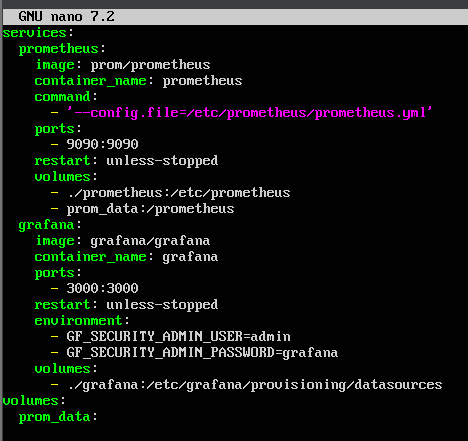 GNU nano 7.2
services:
  prometheus:
    image: prom/prometheus
    container_name: prometheus
    command:
      - '--config.file=/etc/prometheus/prometheus.yml'
    ports:
      - 9090:9090
    restart: unless-stopped
    volumes:
      - ./prometheus:/etc/prometheus
      - prom_data:/prometheus
  grafana:
    image: grafana/grafana
    container_name: grafana
    ports:
      - 3000:3000
    restart: unless-stopped
    environment:
      - GF_SECURITY_ADMIN_USER=admin
      - GF_SECURITY_ADMIN_PASSWORD=grafana
    volumes:
      - ./grafana:/etc/grafana/provisioning/datasources
volumes:
  prom_data: